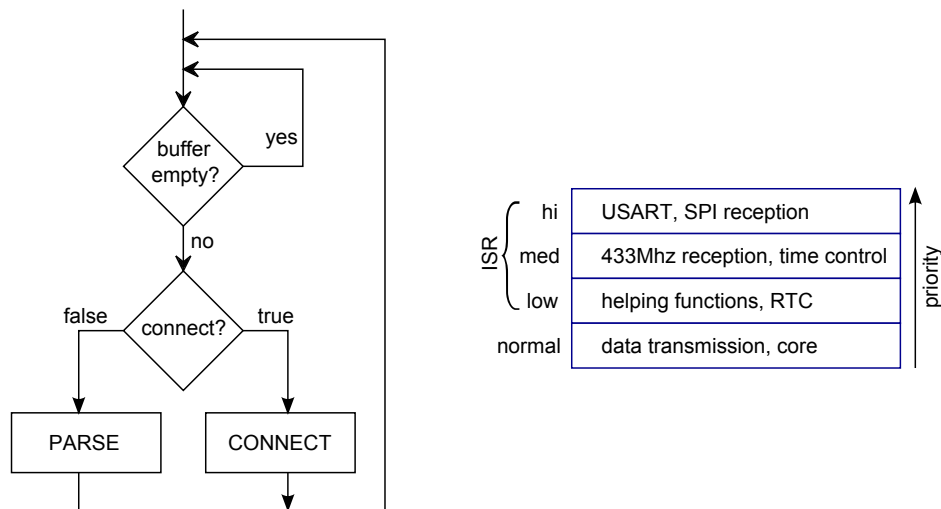 buffer
empty?
yes
no
connect?
false
true
PARSE
CONNECT
ISR
hi
USART, SPI reception
med
433Mhz reception, time control
low
helping functions, RTC
normal
data transmission, core
priority